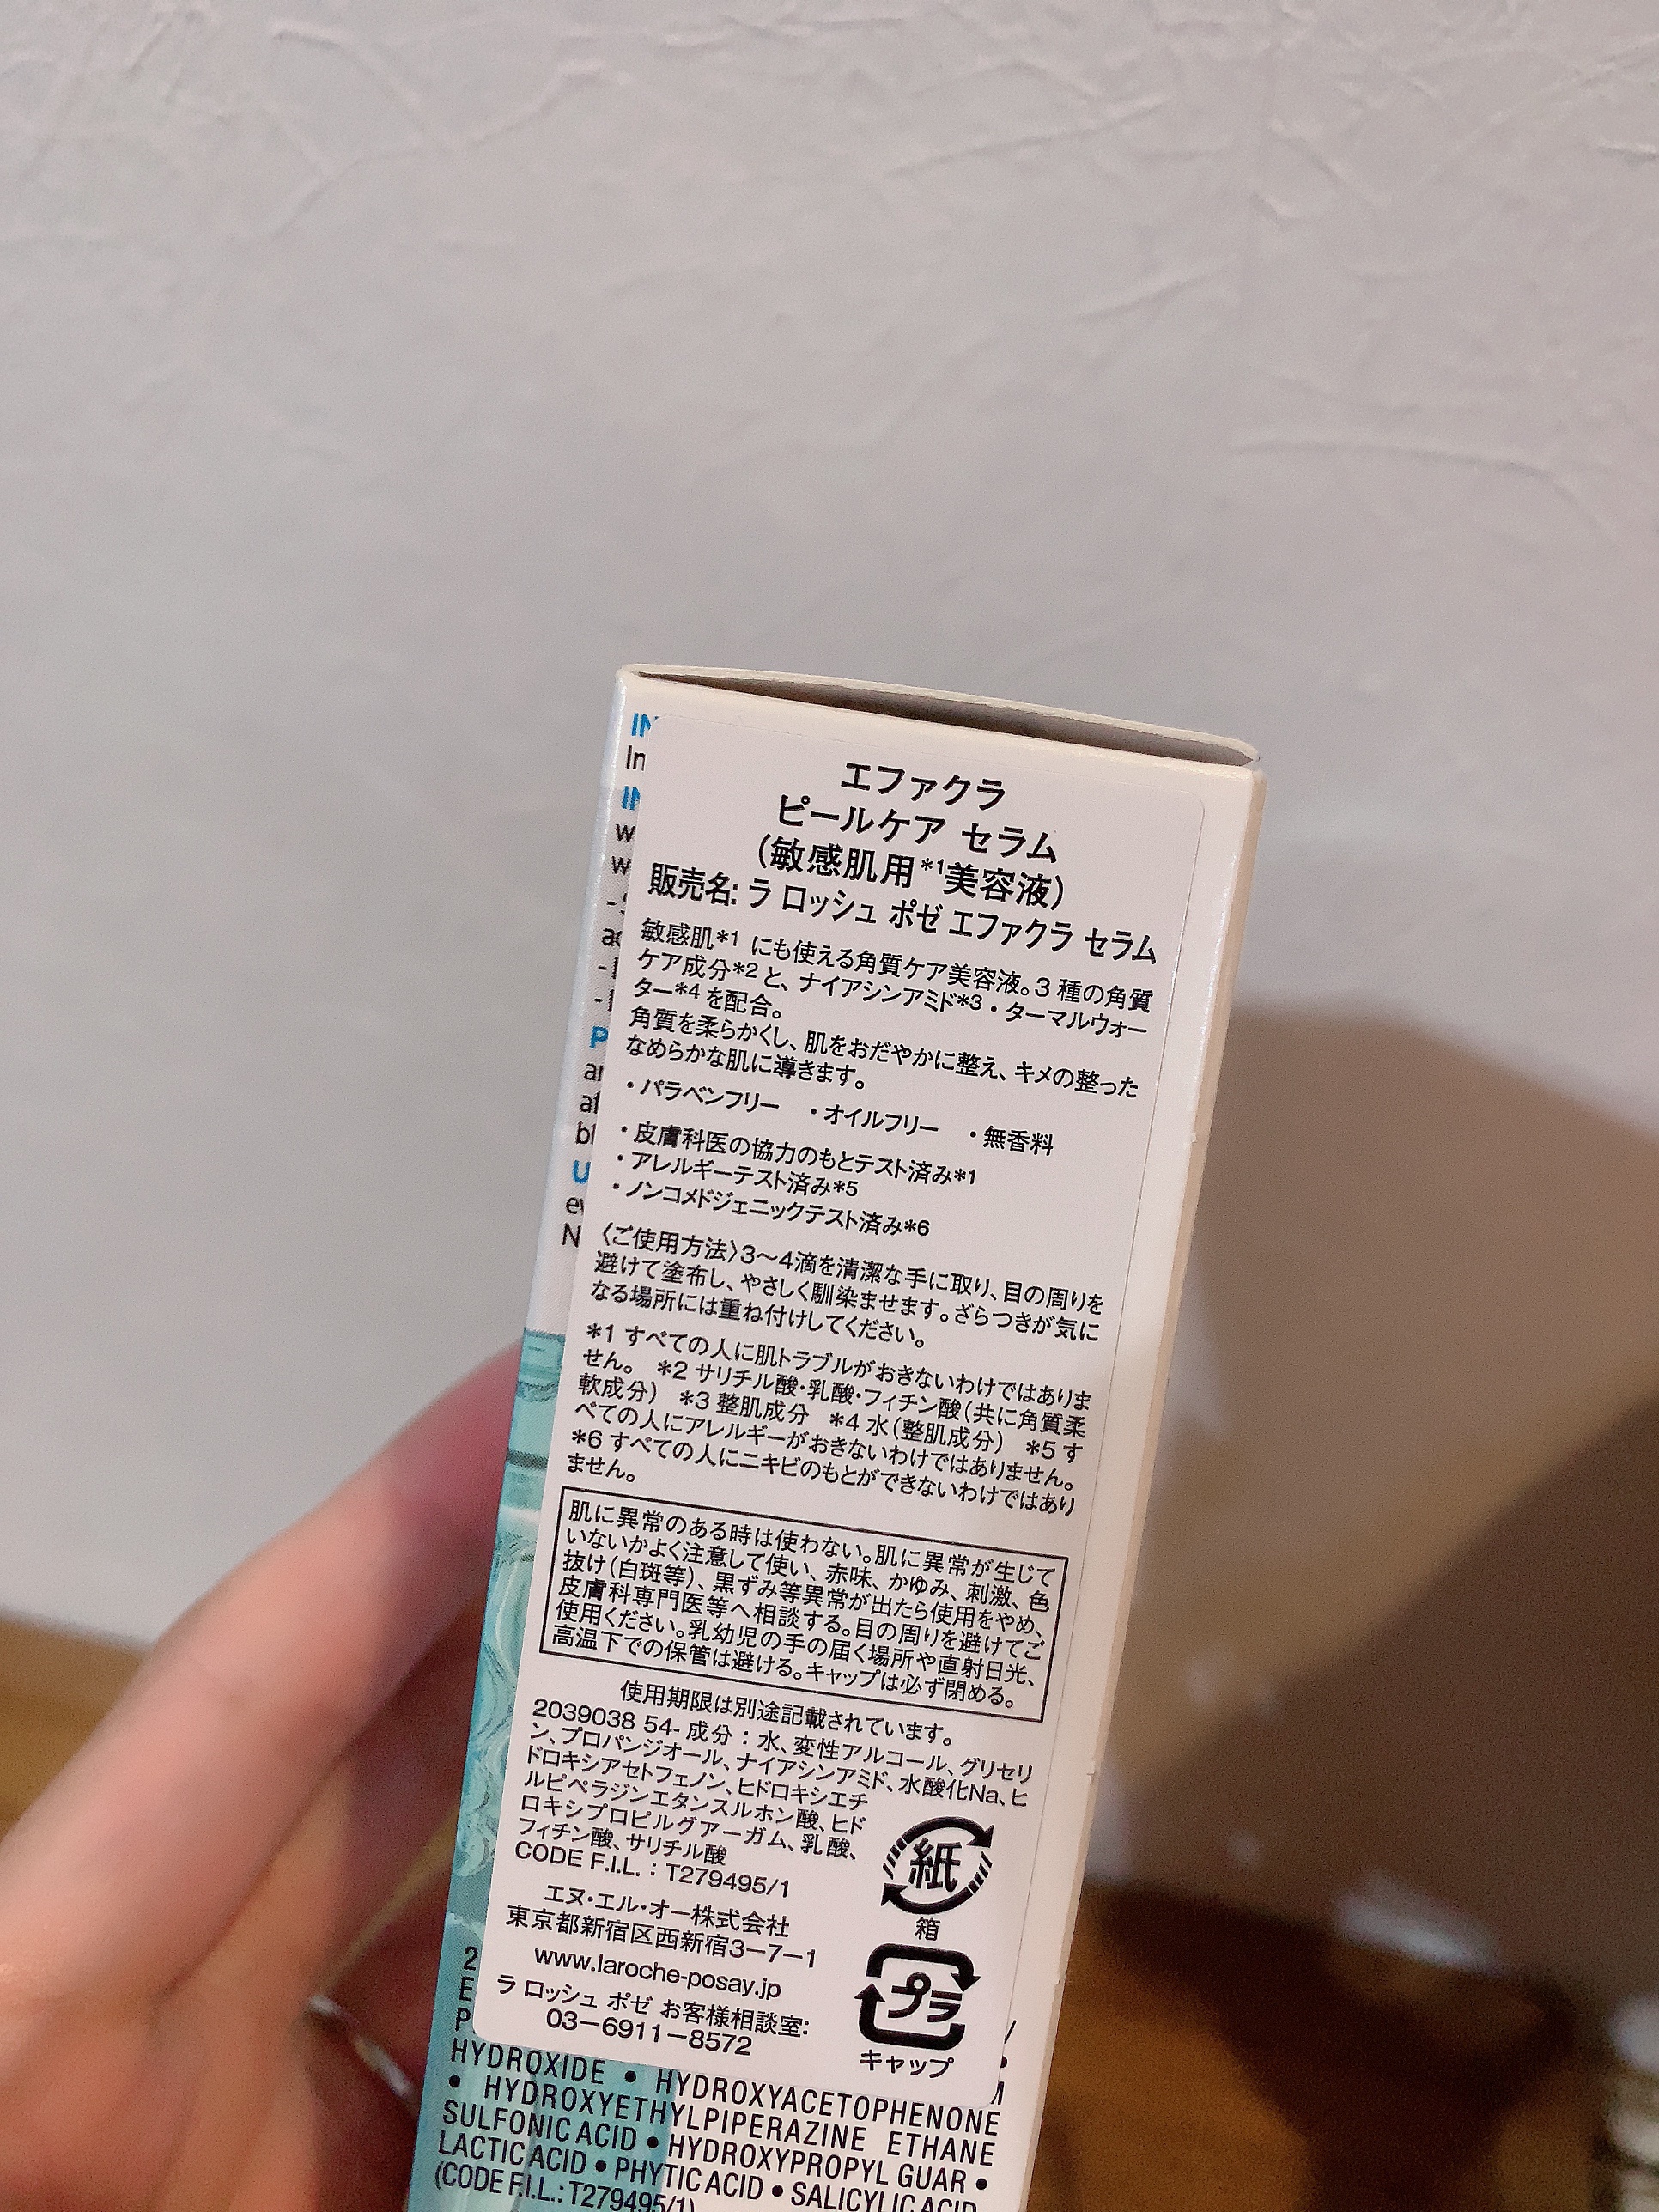 エファクラ
ピールケア セラム
(敏感肌用*1美容液)
販売名: ラ ロッシュ ポゼ エファクラ セラム
敏感肌*1 にも使える角質ケア美容液。3 種の角質
ケア成分*2と、ナイアシンアミド*3・ターマルウォー
ター*4を配合。
角質を柔らかくし、肌をおだやかに整え、キメの整った
なめらかな肌に導きます。
・パラベンフリー ・オイルフリー ・無香料
・皮膚科医の協力のもとテスト済み*1
・アレルギーテスト済み*5
・ノンコメドジェニックテスト済み*6
〈ご使用方法〉3〜4滴を清潔な手に取り、目の周りを
避けて塗布し、やさしく馴染ませます。ざらつきが気に
なる場所には重ね付けしてください。
*1 すべての人に肌トラブルがおきないわけではありま
せん。 *2 サリチル酸・乳酸・フィチン酸(共に角質柔
軟成分) *3 整肌成分 *4 水(整肌成分) *5 す
べての人にアレルギーがおきないわけではありません。
*6 すべての人にニキビのもとができないわけではあり
ません。
肌に異常のある時は使わない。肌に異常が生じて
いないかよく注意して使い、赤味、かゆみ、刺激、色
抜け(白斑等)、黒ずみ等異常が出たら使用をやめ、
皮膚科専門医等へ相談する。目の周りを避けてご
使用ください。乳幼児の手の届く場所や直射日光、
高温下での保管は避ける。キャップは必ず閉める。
使用期限は別途記載されています。
2039038 54- 成分：水、変性アルコール、グリセリ
ン、プロパンジオール、ナイアシンアミド、水酸化Na、ヒ
ドロキシアセトフェノン、ヒドロキシエチ
ルピペラジンエタンスルホン酸、ヒド
ロキシプロピルグアーガム、乳酸、
フィチン酸、サリチル酸
CODE F.I.L.：T279495/1
エヌ・エル・オー株式会社
東京都新宿区西新宿3−7−1
www.laroche-posay.jp
ラ ロッシュ ポゼ お客様相談室:
03−6911−8572
紙
箱
プラ
キャップ
HYDROXIDE • HYDROXYACETOPHENONE
• HYDROXYETHYLPIPERAZINE ETHANE
SULFONIC ACID • HYDROXYPROPYL GUAR •
LACTIC ACID • PHYTIC ACID • SALICYLIC ACID
(CODE F.I.L.: T279495/1)